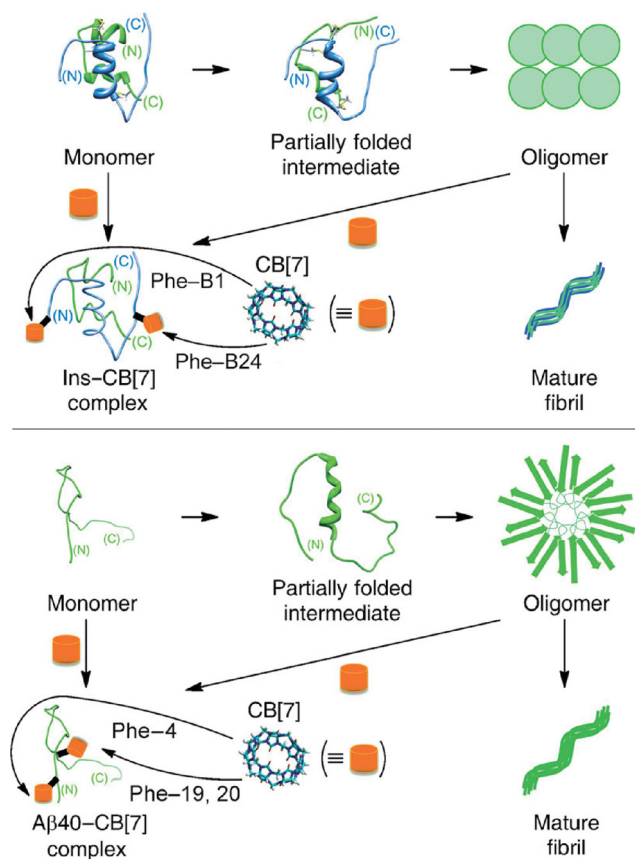 (C)
(N)
(N)
(C)
(N)(C)
(N)
(C)
Partially folded
intermediate
Monomer
Oligomer
(C)
Phe–B1
CB[7]
(N)
(N)
(≡ )
(C)
Phe–B24
Ins–CB[7]
complex
Mature
fibril
(N)
(C)
(C)
(N)
Partially folded
intermediate
Monomer
Oligomer
Phe–4
CB[7]
(≡ )
(C)
(N)
Phe–19, 20
Aβ40–CB[7]
complex
Mature
fibril